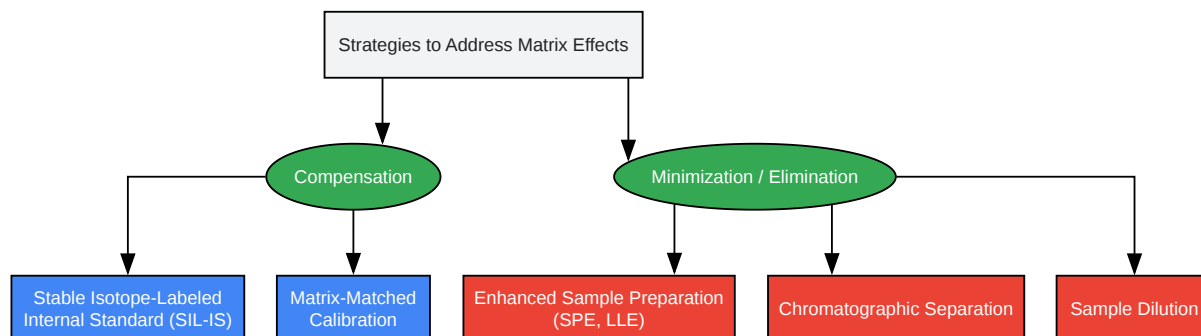 Strategies to Address Matrix Effects
Compensation
Minimization / Elimination
Stable Isotope-Labeled
Internal Standard (SIL-IS)
Matrix-Matched
Calibration
Enhanced Sample Preparation
(SPE, LLE)
Chromatographic Separation
Sample Dilution